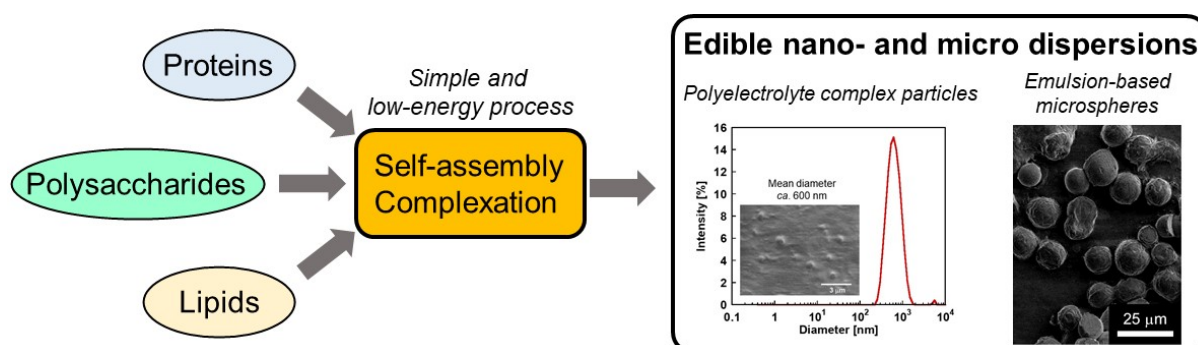 Proteins
Polysaccharides
Lipids
Simple and
low-energy process
Self-assembly
Complexation
Edible nano- and micro dispersions
Polyelectrolyte complex particles
Intensity [%]
16
14
12
10
8
6
4
2
0
Mean diameter
ca. 600 nm
3 μm
0.1 1 10¹ 10² 10³ 10⁴
Diameter [nm]
Emulsion-based
microspheres
25 μm